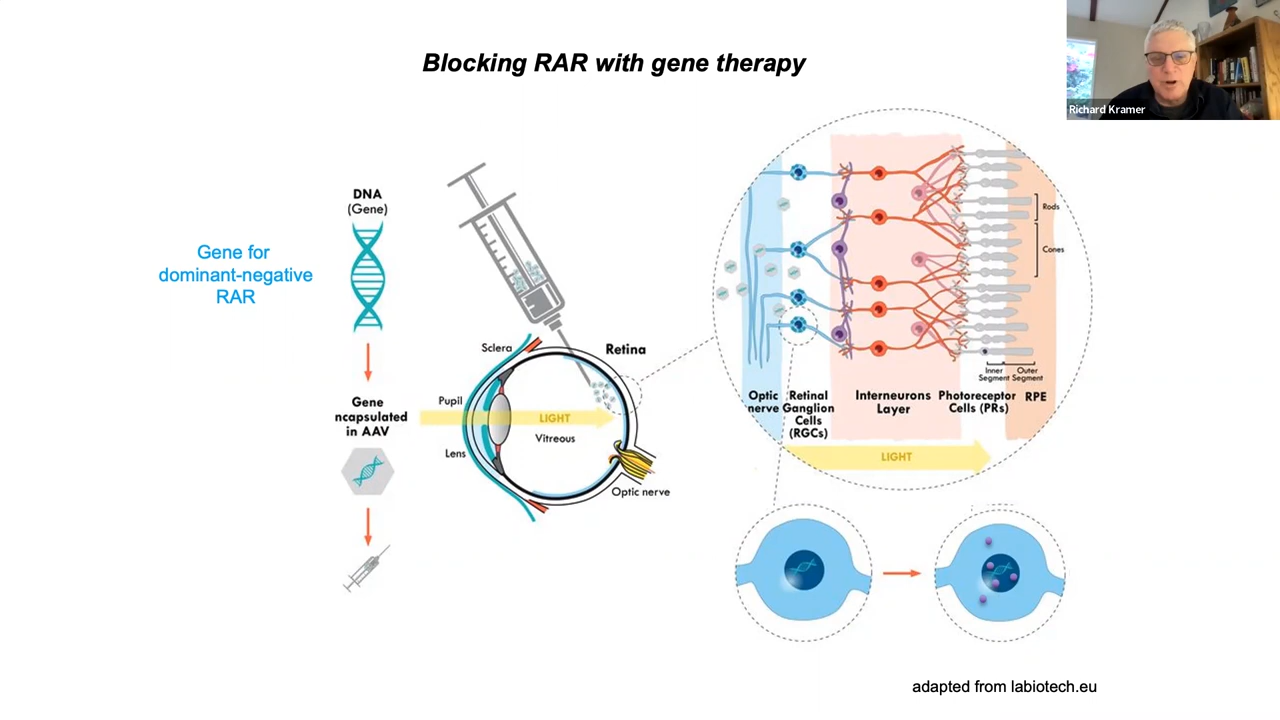 Blocking RAR with gene therapy
Richard Kramer
DNA
(Gene)
Gene for
dominant-negative
RAR
Gene
ncapsulated
in AAV
Sclera
Retina
Pupil
LIGHT
Vitreous
Lens
Optic nerve
Rods
Cones
Inner
Segment
Outer
Segment
Optic
nerve
Retinal
Ganglion
Cells
(RGCs)
Interneurons
Layer
Photoreceptor
Cells (PRs)
RPE
LIGHT
adapted from labiotech.eu